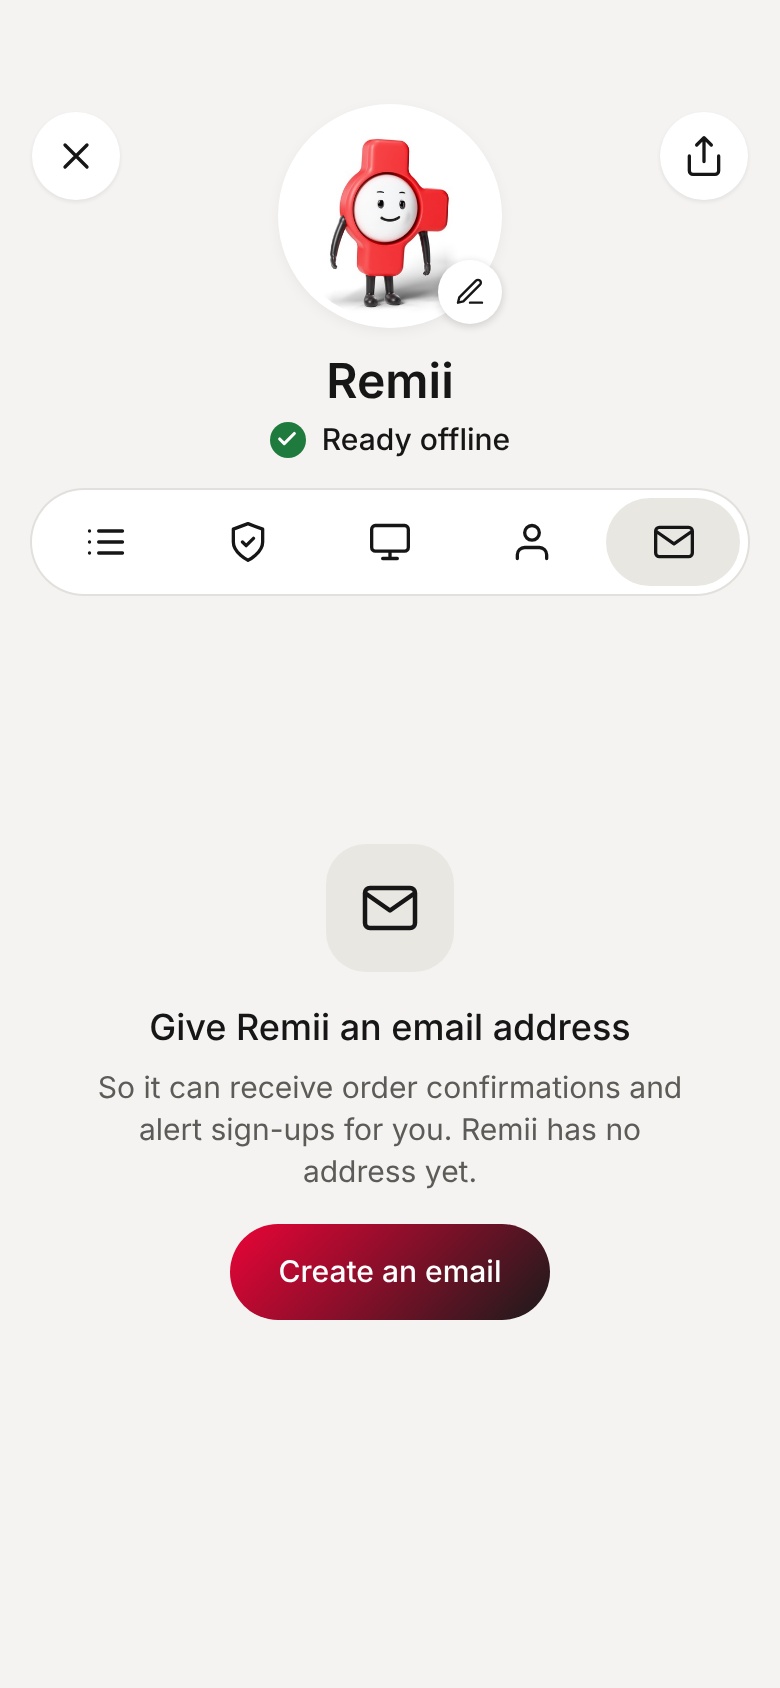 Remii
Ready offline
Give Remii an email address
So it can receive order confirmations and
alert sign-ups for you. Remii has no
address yet.
Create an email